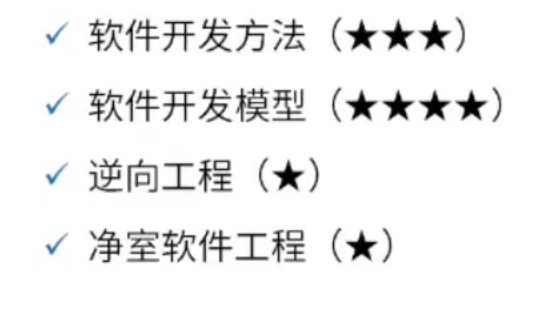 ✓ 软件开发方法（★★★）
✓ 软件开发模型（★★★★）
✓ 逆向工程（★）
✓ 净室软件工程（★）